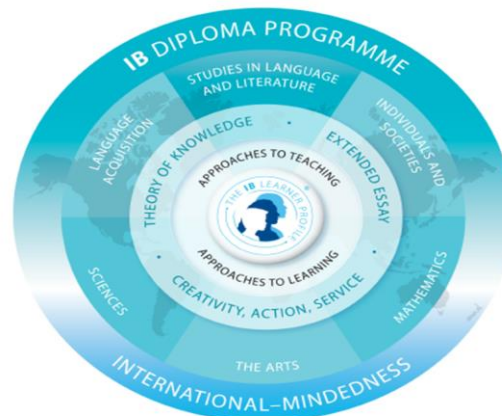 IB DIPLOMA PROGRAMME
STUDIES IN LANGUAGE
AND LITERATURE
LANGUAGE
ACQUISITION
INDIVIDUALS AND
SOCIETIES
THEORY OF KNOWLEDGE
EXTENDED ESSAY
APPROACHES TO TEACHING
THE IB LEARNER PROFILE
APPROACHES TO LEARNING
CREATIVITY, ACTION, SERVICE
SCIENCES
MATHEMATICS
THE ARTS
INTERNATIONAL–MINDEDNESS